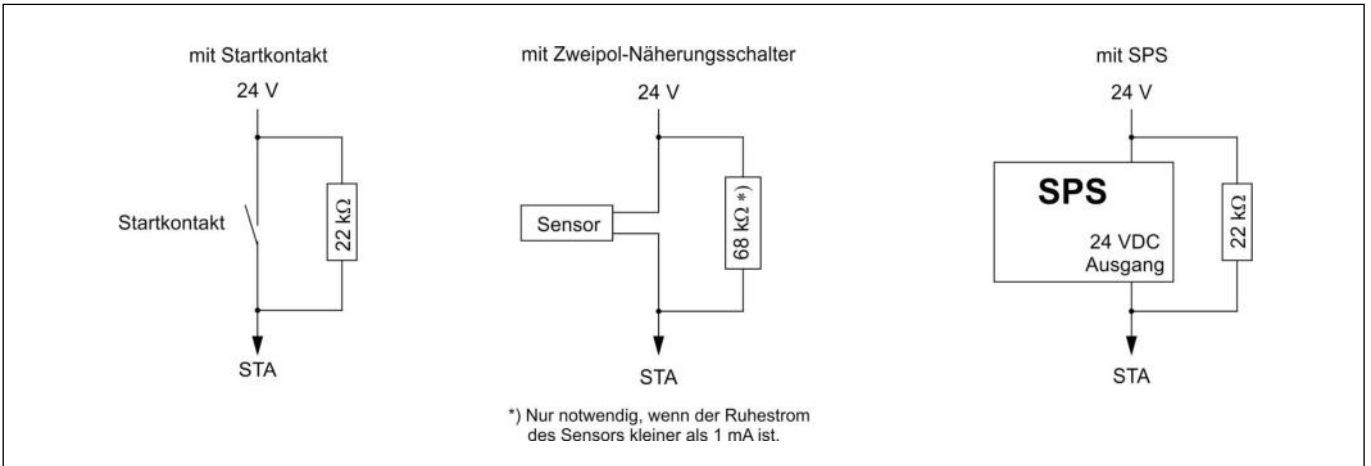 mit Startkontakt
24 V
Startkontakt
22 kΩ
STA
mit Zweipol-Näherungsschalter
24 V
Sensor
68 kΩ *)
STA
*) Nur notwendig, wenn der Ruhestrom
des Sensors kleiner als 1 mA ist.
mit SPS
24 V
SPS
24 VDC
Ausgang
22 kΩ
STA